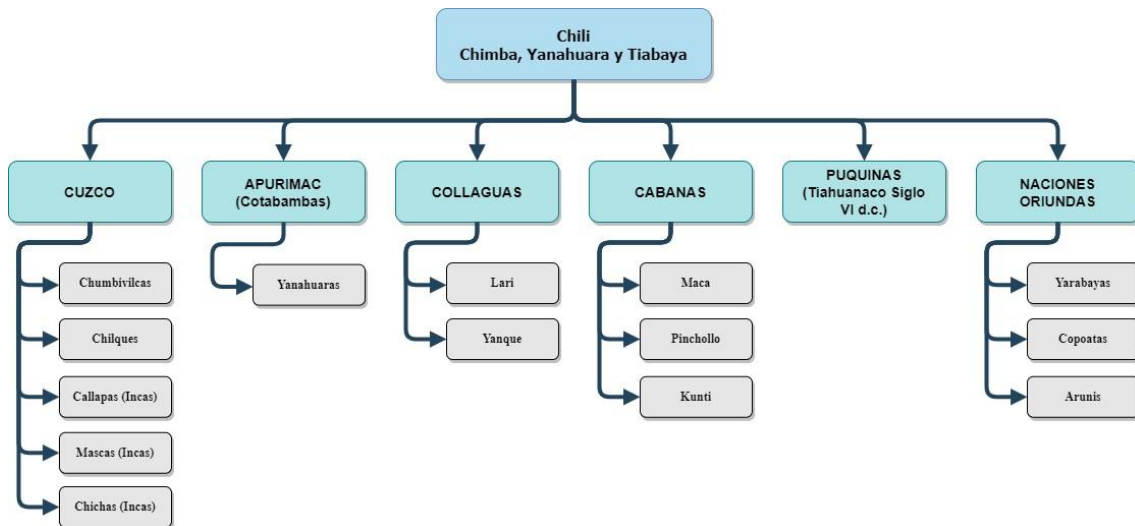 Chili
Chimba, Yanahuara y Tiabaya
CUZCO
APURIMAC
(Cotabambas)
COLLAGUAS
CABANAS
PUQUINAS
(Tiahuanaco Siglo
VI d.c.)
NACIONES
ORIUNDAS
Chumbivilcas
Chilques
Callapas (Incas)
Mascas (Incas)
Chichas (Incas)
Yanahuaras
Lari
Yanque
Maca
Pinchollo
Kunti
Yarabayas
Copoatas
Arunis